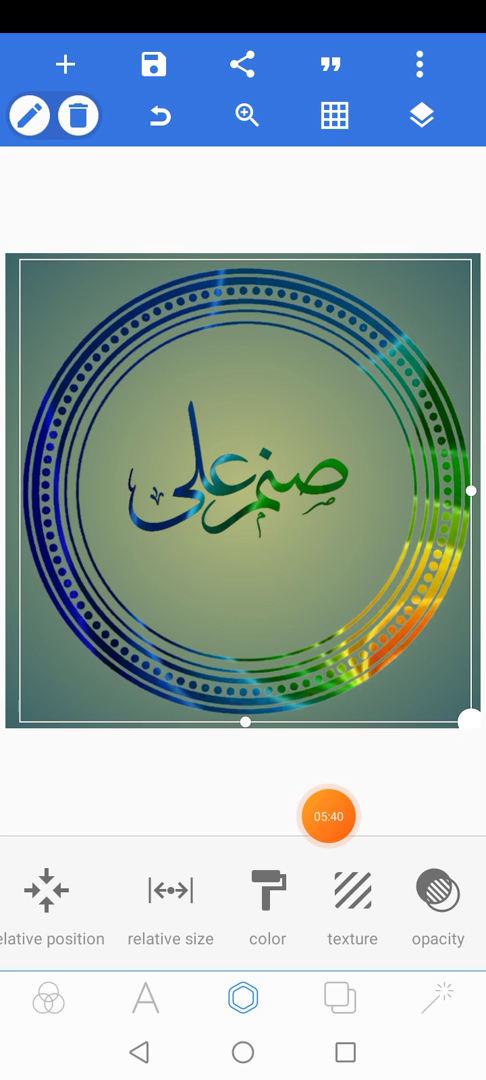 صنم علی
05:40
elative position
relative size
color
texture
opacity